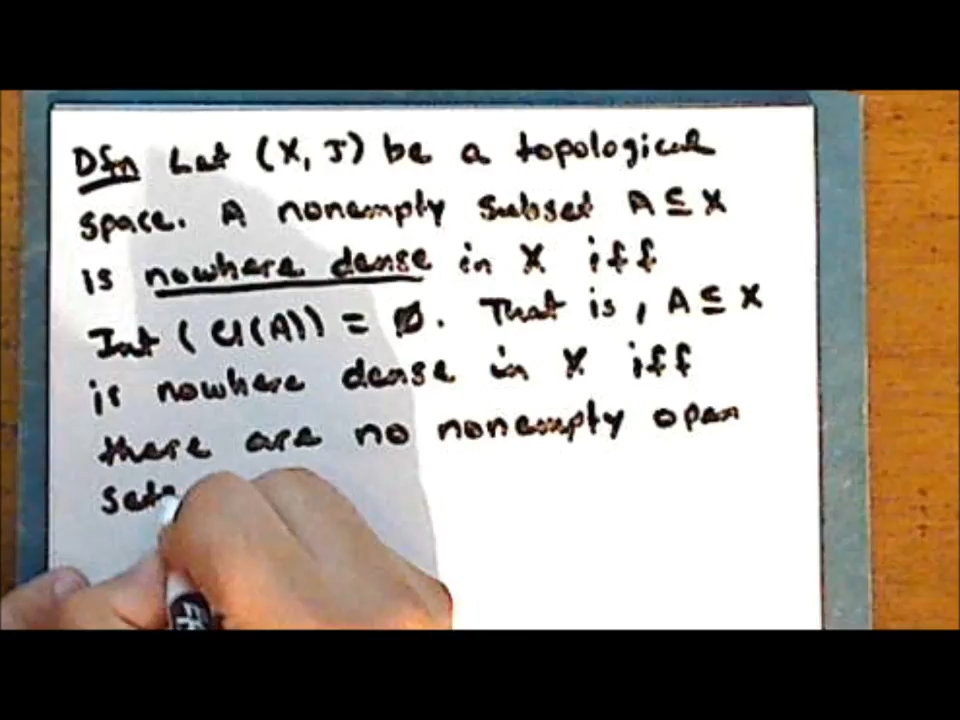 Dfn Let (X, J) be a topological
space. A nonempty subset A ⊆ X
is nowhere dense in X iff
Int (Cl(A)) = ∅. That is, A ⊆ X
is nowhere dense in X iff
there are no nonempty open
sets